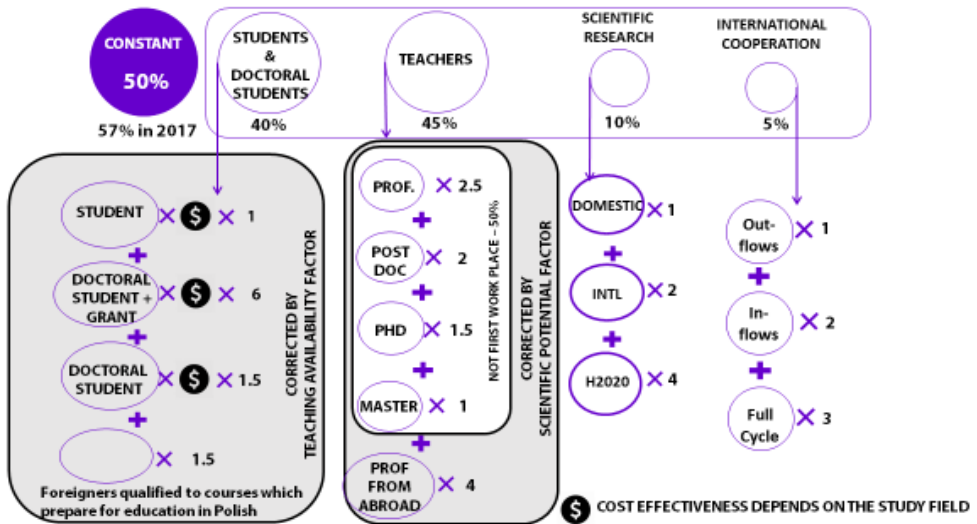 CONSTANT
50%
57% in 2017
STUDENTS
&
DOCTORAL
STUDENTS
40%
TEACHERS
45%
SCIENTIFIC
RESEARCH
10%
INTERNATIONAL
COOPERATION
5%
STUDENT × $ × 1
+
DOCTORAL
STUDENT +
GRANT
× $ × 6
+
DOCTORAL
STUDENT
× $ × 1.5
+
× 1.5
Foreigners qualified to courses which
prepare for education in Polish
CORRECTED BY
TEACHING AVAILABILITY FACTOR
PROF. × 2.5
+
POST
DOC
× 2
+
PHD × 1.5
+
MASTER × 1
NOT FIRST WORK PLACE – 50%
+
PROF
FROM
ABROAD
× 4
CORRECTED BY
SCIENTIFIC POTENTIAL FACTOR
DOMESTIC × 1
+
INTL × 2
+
H2020 × 4
Out-
flows
× 1
+
In-
flows
× 2
+
Full
Cycle
× 3
$ COST EFFECTIVENESS DEPENDS ON THE STUDY FIELD